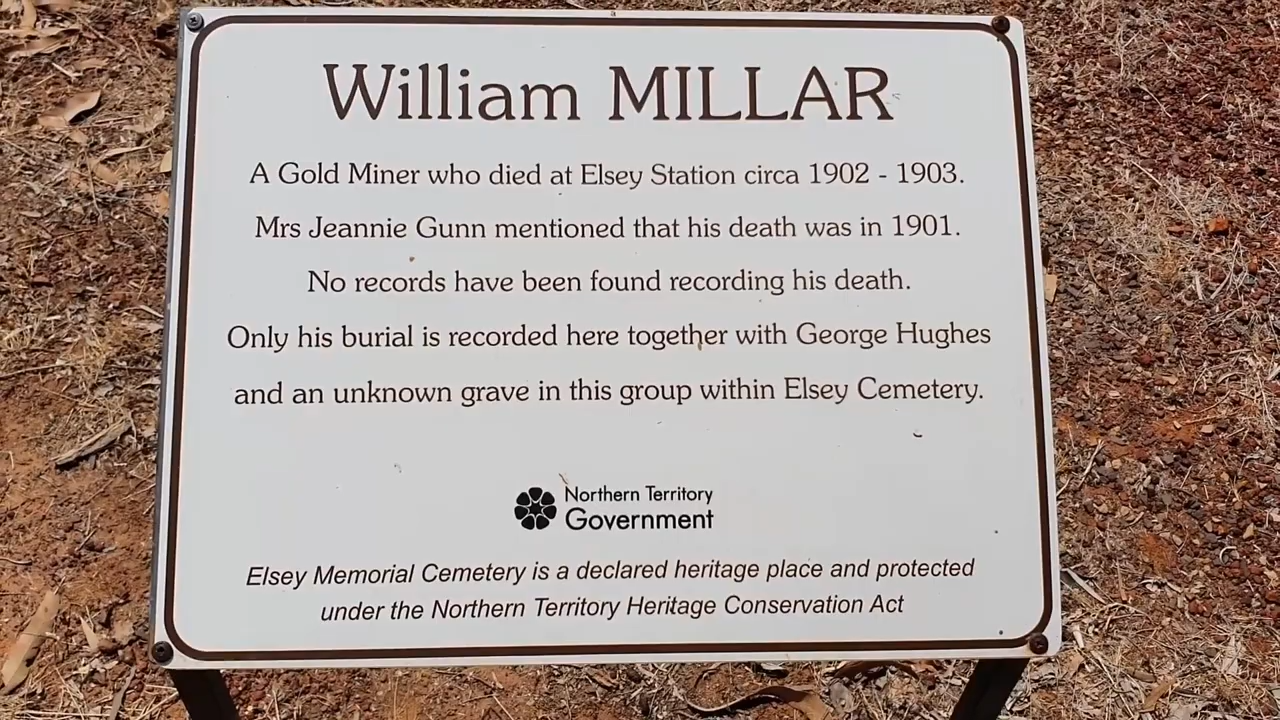 William MILLAR
A Gold Miner who died at Elsey Station circa 1902 - 1903.
Mrs Jeannie Gunn mentioned that his death was in 1901.
No records have been found recording his death.
Only his burial is recorded here together with George Hughes
and an unknown grave in this group within Elsey Cemetery.
Northern Territory
Government
Elsey Memorial Cemetery is a declared heritage place and protected
under the Northern Territory Heritage Conservation Act